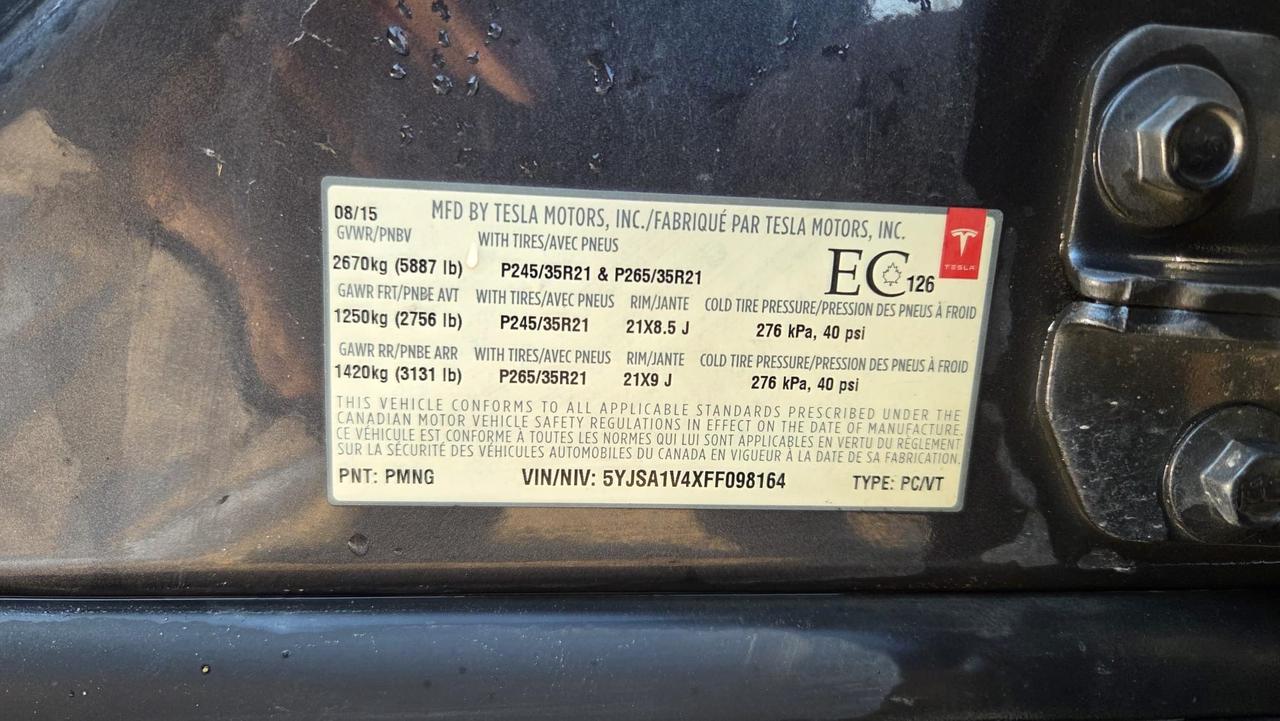 08/15 MFD BY TESLA MOTORS, INC./FABRIQUÉ PAR TESLA MOTORS, INC.
GVWR/PNBV WITH TIRES/AVEC PNEUS
2670kg (5887 lb) P245/35R21 & P265/35R21 EC 126 TESLA
GAWR FRT/PNBE AVT WITH TIRES/AVEC PNEUS RIM/JANTE COLD TIRE PRESSURE/PRESSION DES PNEUS À FROID
1250kg (2756 lb) P245/35R21 21X8.5 J 276 kPa, 40 psi
GAWR RR/PNBE ARR WITH TIRES/AVEC PNEUS RIM/JANTE COLD TIRE PRESSURE/PRESSION DES PNEUS À FROID
1420kg (3131 lb) P265/35R21 21X9 J 276 kPa, 40 psi
THIS VEHICLE CONFORMS TO ALL APPLICABLE STANDARDS PRESCRIBED UNDER THE
CANADIAN MOTOR VEHICLE SAFETY REGULATIONS IN EFFECT ON THE DATE OF MANUFACTURE.
CE VÉHICULE EST CONFORME À TOUTES LES NORMES QUI LUI SONT APPLICABLES EN VERTU DU RÈGLEMENT
SUR LA SÉCURITÉ DES VÉHICULES AUTOMOBILES DU CANADA EN VIGUEUR À LA DATE DE SA FABRICATION.
PNT: PMNG VIN/NIV: 5YJSA1V4XFF098164 TYPE: PC/VT